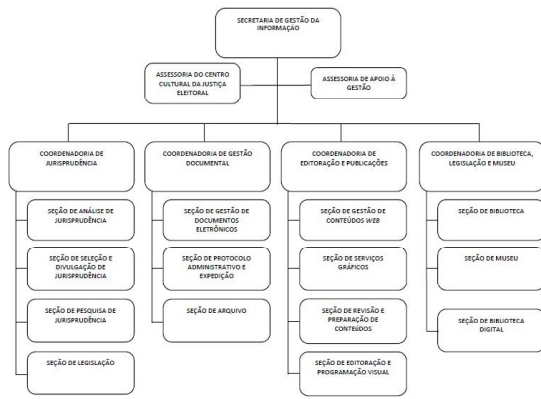 SECRETARIA DE GESTÃO DA
INFORMAÇÃO
ASSESSORIA DO CENTRO
CULTURAL DA JUSTIÇA
ELEITORAL
ASSESSORIA DE APOIO À
GESTÃO
COORDENADORIA DE
JURISPRUDÊNCIA
SEÇÃO DE ANÁLISE DE
JURISPRUDÊNCIA
SEÇÃO DE SELEÇÃO E
DIVULGAÇÃO DE
JURISPRUDÊNCIA
SEÇÃO DE PESQUISA DE
JURISPRUDÊNCIA
SEÇÃO DE LEGISLAÇÃO
COORDENADORIA DE GESTÃO
DOCUMENTAL
SEÇÃO DE GESTÃO DE
DOCUMENTOS
ELETRÔNICOS
SEÇÃO DE PROTOCOLO
ADMINISTRATIVO E
EXPEDIÇÃO
SEÇÃO DE ARQUIVO
COORDENADORIA DE
EDITORAÇÃO E PUBLICAÇÕES
SEÇÃO DE GESTÃO DE
CONTEÚDOS WEB
SEÇÃO DE SERVIÇOS
GRÁFICOS
SEÇÃO DE REVISÃO E
PREPARAÇÃO DE
CONTEúDOS
SEÇÃO DE EDITORAÇÃO E
PROGRAMAÇÃO VISUAL
COORDENADORIA DE BIBLIOTECA,
LEGISLAÇÃO E MUSEU
SEÇÃO DE BIBLIOTECA
SEÇÃO DE MUSEU
SEÇÃO DE BIBLIOTECA
DIGITAL